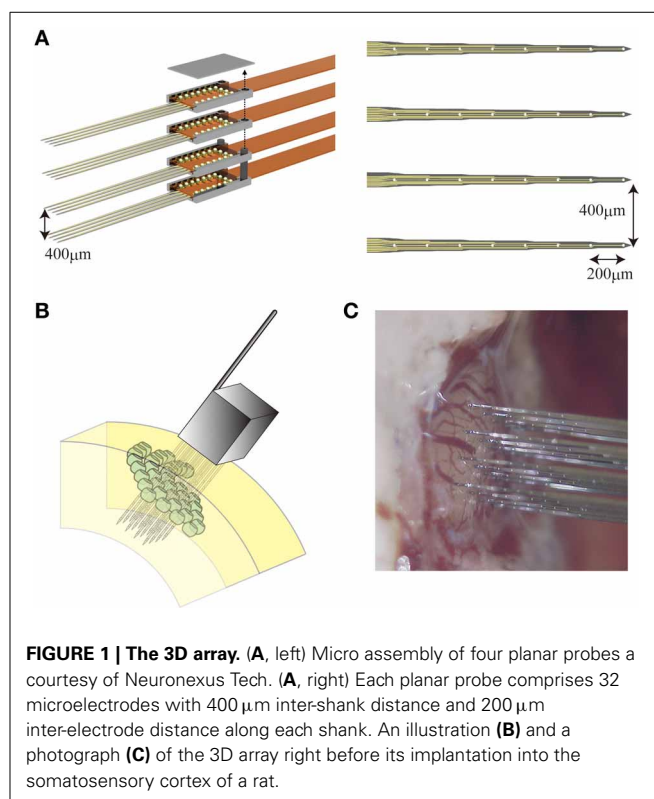 A
400μm
400μm
200μm
B
C
FIGURE 1 | The 3D array. (A, left) Micro assembly of four planar probes a
courtesy of Neuronexus Tech. (A, right) Each planar probe comprises 32
microelectrodes with 400 μm inter-shank distance and 200 μm
inter-electrode distance along each shank. An illustration (B) and a
photograph (C) of the 3D array right before its implantation into the
somatosensory cortex of a rat.